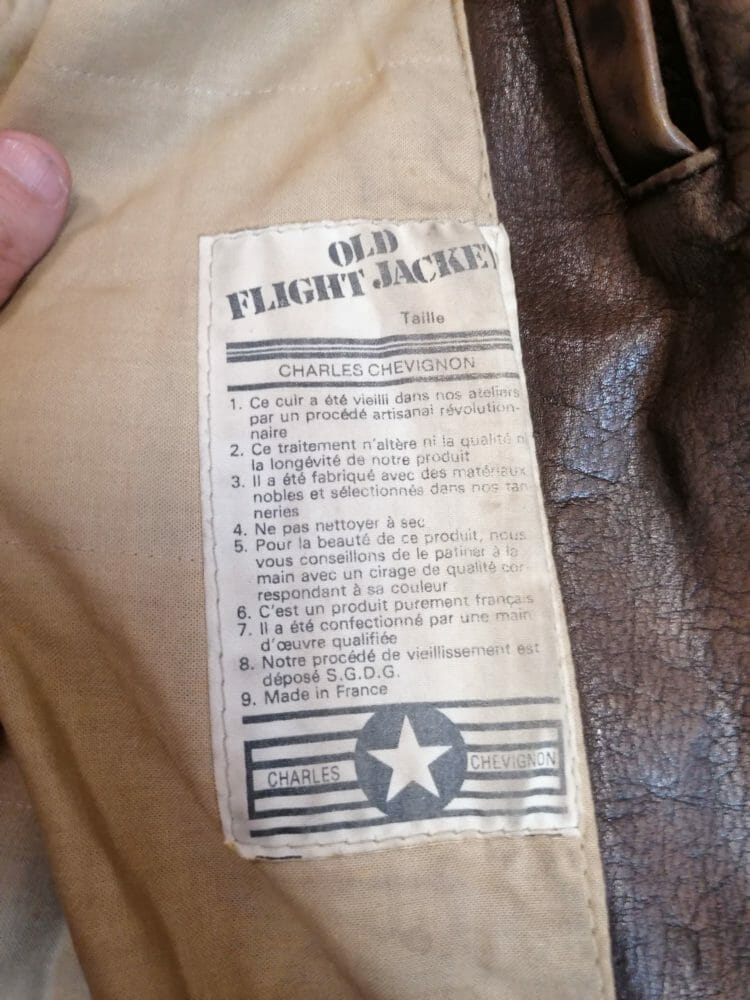 OLD
FLIGHT JACKET
Taille
CHARLES CHEVIGNON
1. Ce cuir a été vieilli dans nos ateliers
par un procédé artisanal révolution-
naire
2. Ce traitement n'altère ni la qualité ni
la longévité de notre produit
3. Il a été fabriqué avec des matériaux
nobles et sélectionnés dans nos tan
neries
4. Ne pas nettoyer à sec
5. Pour la beauté de ce produit, nous
vous conseillons de le patiner à la
main avec un cirage de qualité cor
respondant à sa couleur
6. C'est un produit purement français
7. Il a été confectionné par une main
d'œuvre qualifiée
8. Notre procédé de vieillissement est
déposé S.G.D.G.
9. Made in France
CHARLES CHEVIGNON